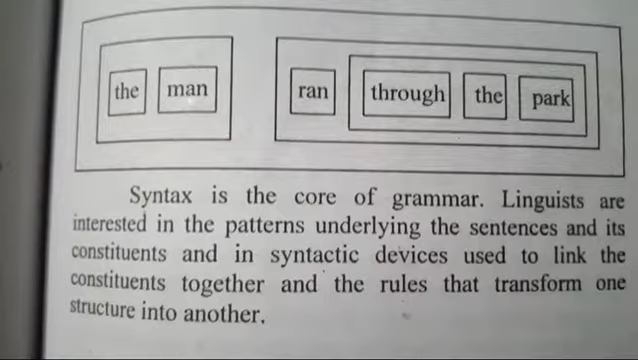 the man ran through the park
Syntax is the core of grammar. Linguists are
interested in the patterns underlying the sentences and its
constituents and in syntactic devices used to link the
constituents together and the rules that transform one
structure into another.